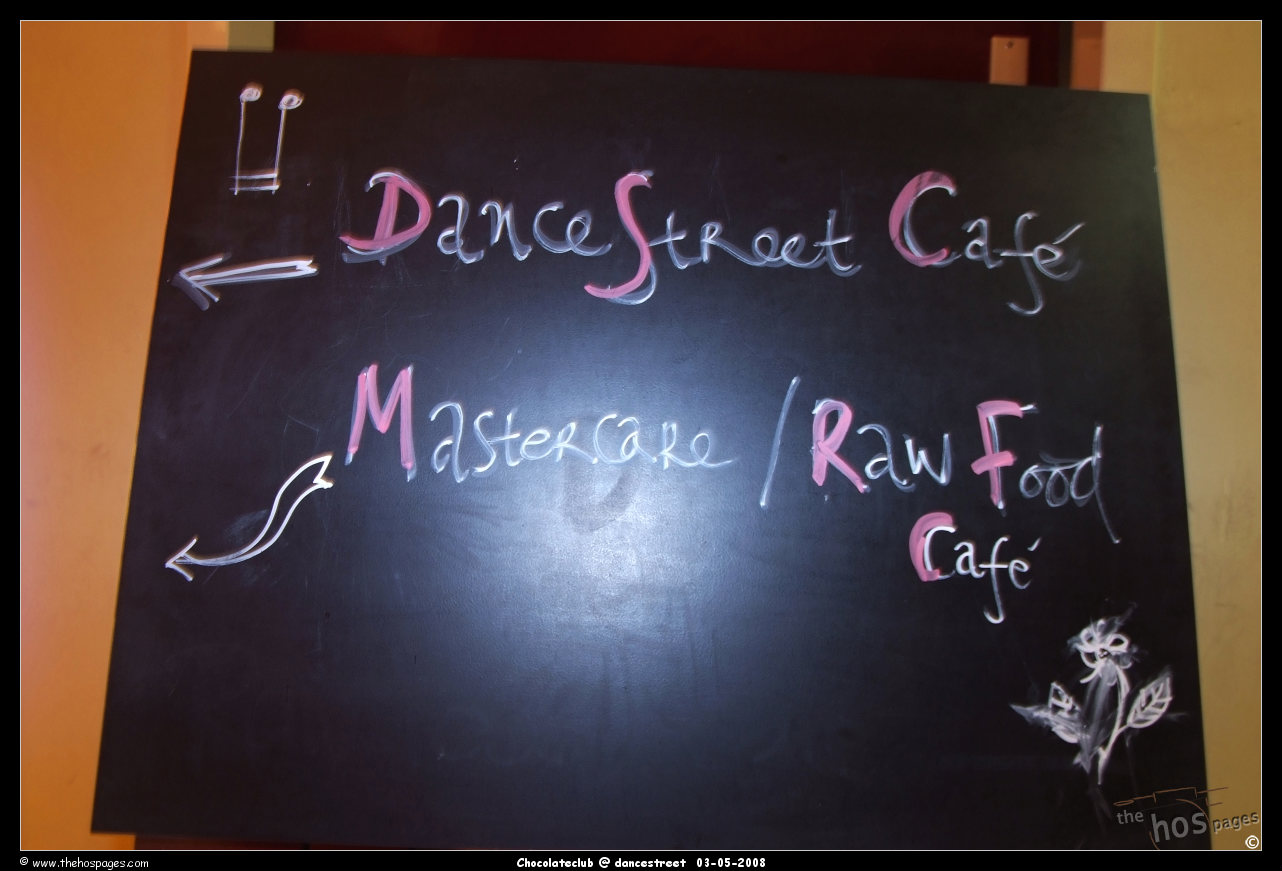 DanceStreet Café
Mastercare / Raw Food
Café
the hos pages
©
© www.thehospages.com
Chocolateclub @ dancestreet 03-05-2008